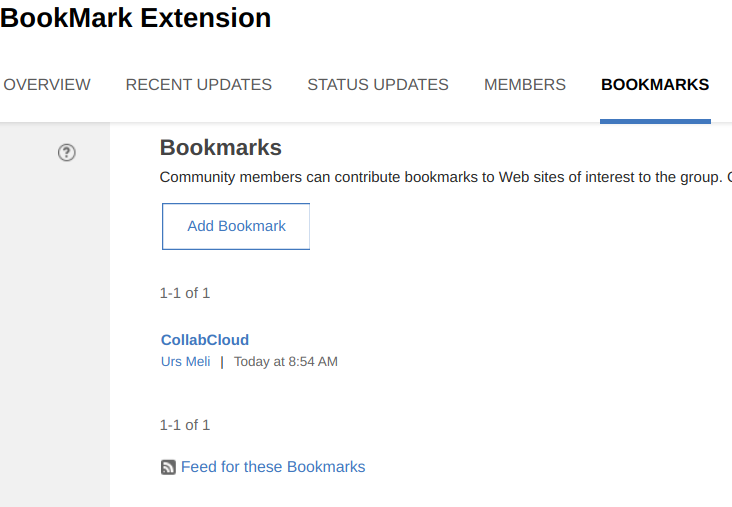 BookMark Extension
OVERVIEW RECENT UPDATES STATUS UPDATES MEMBERS BOOKMARKS
?
Bookmarks
Community members can contribute bookmarks to Web sites of interest to the group.
Add Bookmark
1-1 of 1
CollabCloud
Urs Meli | Today at 8:54 AM
1-1 of 1
Feed for these Bookmarks